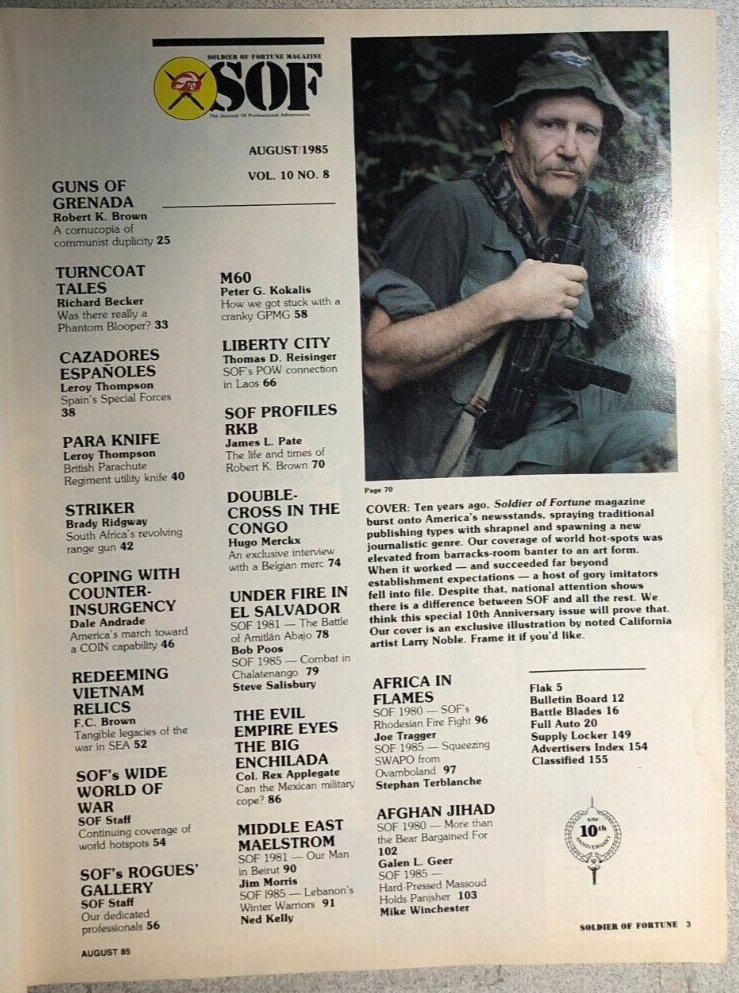 SOLDIER OF FORTUNE MAGAZINE
SOF
The Journal Of Professional Adventurers
AUGUST/1985
VOL. 10 NO. 8
GUNS OF
GRENADA
Robert K. Brown
A cornucopia of
communist duplicity 25
TURNCOAT
TALES
Richard Becker
Was there really a
Phantom Blooper? 33
CAZADORES
ESPAÑOLES
Leroy Thompson
Spain's Special Forces
38
PARA KNIFE
Leroy Thompson
British Parachute
Regiment utility knife 40
STRIKER
Brady Ridgway
South Africa's revolving
range gun 42
COPING WITH
COUNTER-
INSURGENCY
Dale Andrade
America's march toward
a COIN capability 46
REDEEMING
VIETNAM
RELICS
F.C. Brown
Tangible legacies of the
war in SEA 52
SOF's WIDE
WORLD OF
WAR
SOF Staff
Continuing coverage of
world hotspots 54
SOF's ROGUES'
GALLERY
SOF Staff
Our dedicated
professionals 56
M60
Peter G. Kokalis
How we got stuck with a
cranky GPMG 58
LIBERTY CITY
Thomas D. Reisinger
SOF's POW connection
in Laos 66
SOF PROFILES
RKB
James L. Pate
The life and times of
Robert K. Brown 70
DOUBLE-
CROSS IN THE
CONGO
Hugo Merckx
An exclusive interview
with a Belgian merc 74
UNDER FIRE IN
EL SALVADOR
SOF 1981 — The Battle
of Amitlán Abajo 78
Bob Poos
SOF 1985 — Combat in
Chalatenango 79
Steve Salisbury
THE EVIL
EMPIRE EYES
THE BIG
ENCHILADA
Col. Rex Applegate
Can the Mexican military
cope? 86
MIDDLE EAST
MAELSTROM
SOF 1981 — Our Man
in Beirut 90
Jim Morris
SOF 1985 — Lebanon's
Winter Warriors 91
Ned Kelly
Page 70
COVER: Ten years ago, Soldier of Fortune magazine
burst onto America's newsstands, spraying traditional
publishing types with shrapnel and spawning a new
journalistic genre. Our coverage of world hot-spots was
elevated from barracks-room banter to an art form.
When it worked — and succeeded far beyond
establishment expectations — a host of gory imitators
fell into file. Despite that, national attention shows
there is a difference between SOF and all the rest. We
think this special 10th Anniversary issue will prove that.
Our cover is an exclusive illustration by noted California
artist Larry Noble. Frame it if you'd like.
AFRICA IN
FLAMES
SOF 1980 — SOF's
Rhodesian Fire Fight 96
Joe Tragger
SOF 1985 — Squeezing
SWAPO from
Ovamboland 97
Stephan Terblanche
AFGHAN JIHAD
SOF 1980 — More than
the Bear Bargained For
102
Galen L. Geer
SOF 1985 —
Hard-Pressed Massoud
Holds Panjsher 103
Mike Winchester
Flak 5
Bulletin Board 12
Battle Blades 16
Full Auto 20
Supply Locker 149
Advertisers Index 154
Classified 155
10th
ANNIVERSARY
SOLDIER OF FORTUNE 3
AUGUST 85